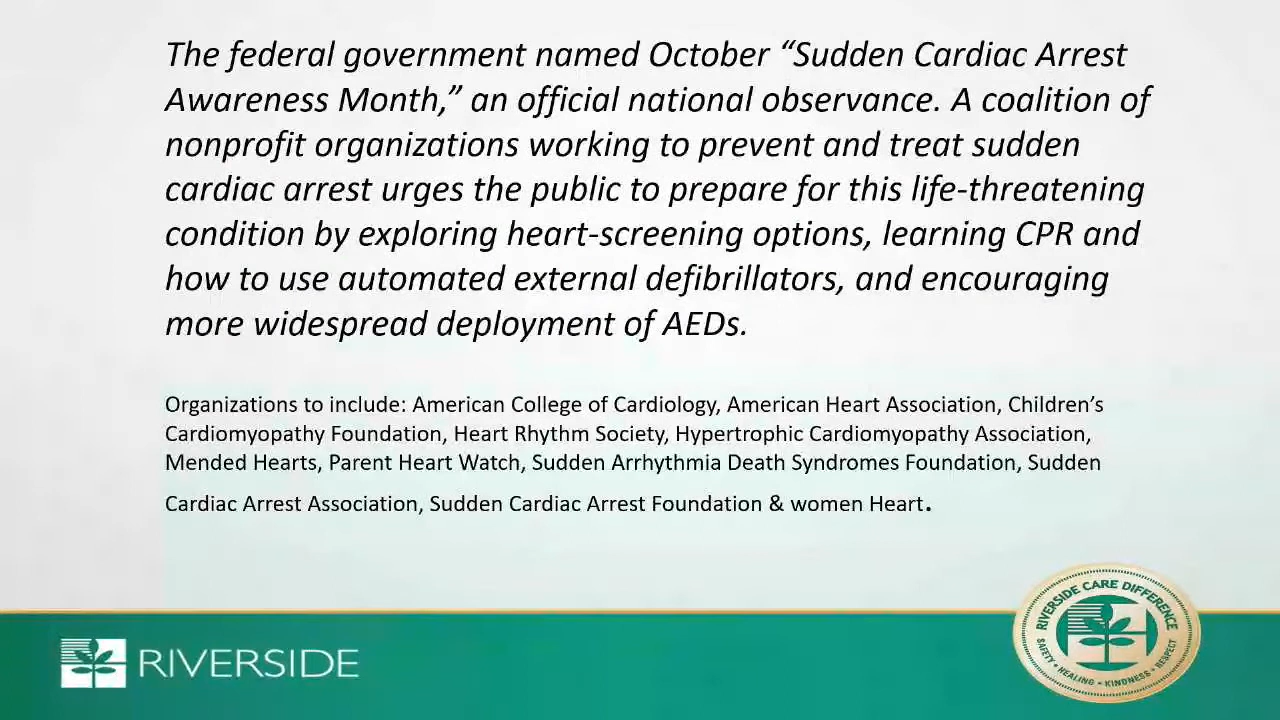 The federal government named October “Sudden Cardiac Arrest
Awareness Month,” an official national observance. A coalition of
nonprofit organizations working to prevent and treat sudden
cardiac arrest urges the public to prepare for this life-threatening
condition by exploring heart-screening options, learning CPR and
how to use automated external defibrillators, and encouraging
more widespread deployment of AEDs.
Organizations to include: American College of Cardiology, American Heart Association, Children’s
Cardiomyopathy Foundation, Heart Rhythm Society, Hypertrophic Cardiomyopathy Association,
Mended Hearts, Parent Heart Watch, Sudden Arrhythmia Death Syndromes Foundation, Sudden
Cardiac Arrest Association, Sudden Cardiac Arrest Foundation & women Heart.
RIVERSIDE
RIVERSIDE CARE DIFFERENCE
SAFETY • HEALING • KINDNESS • RESPECT